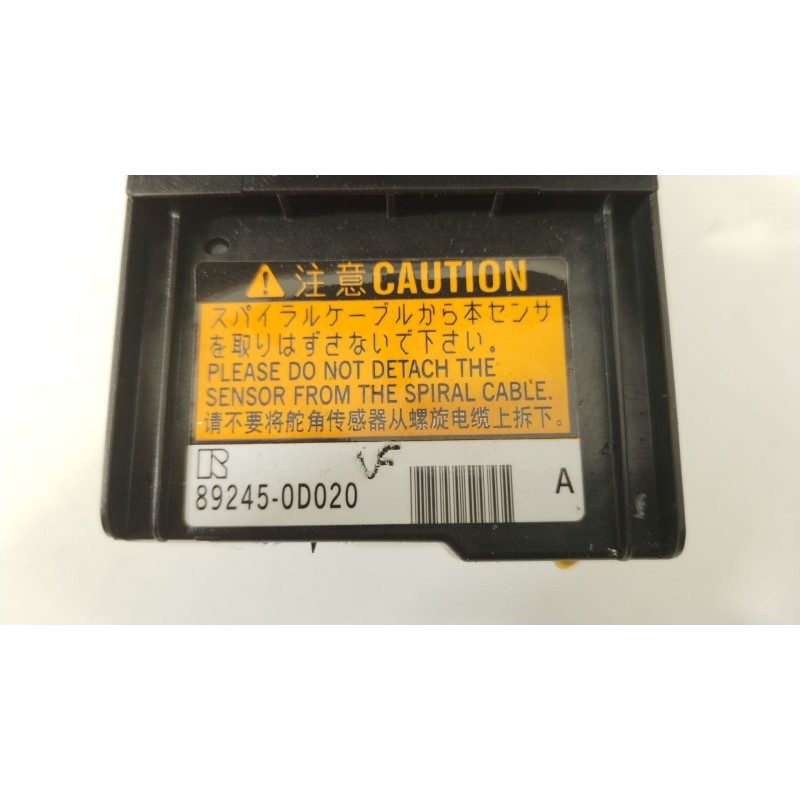 注意 CAUTION
スパイラルケーブルから本センサ
を取りはずさないで下さい。
PLEASE DO NOT DETACH THE
SENSOR FROM THE SPIRAL CABLE.
请不要将舵角传感器从螺旋电缆上拆下。
R
89245-0D020
A